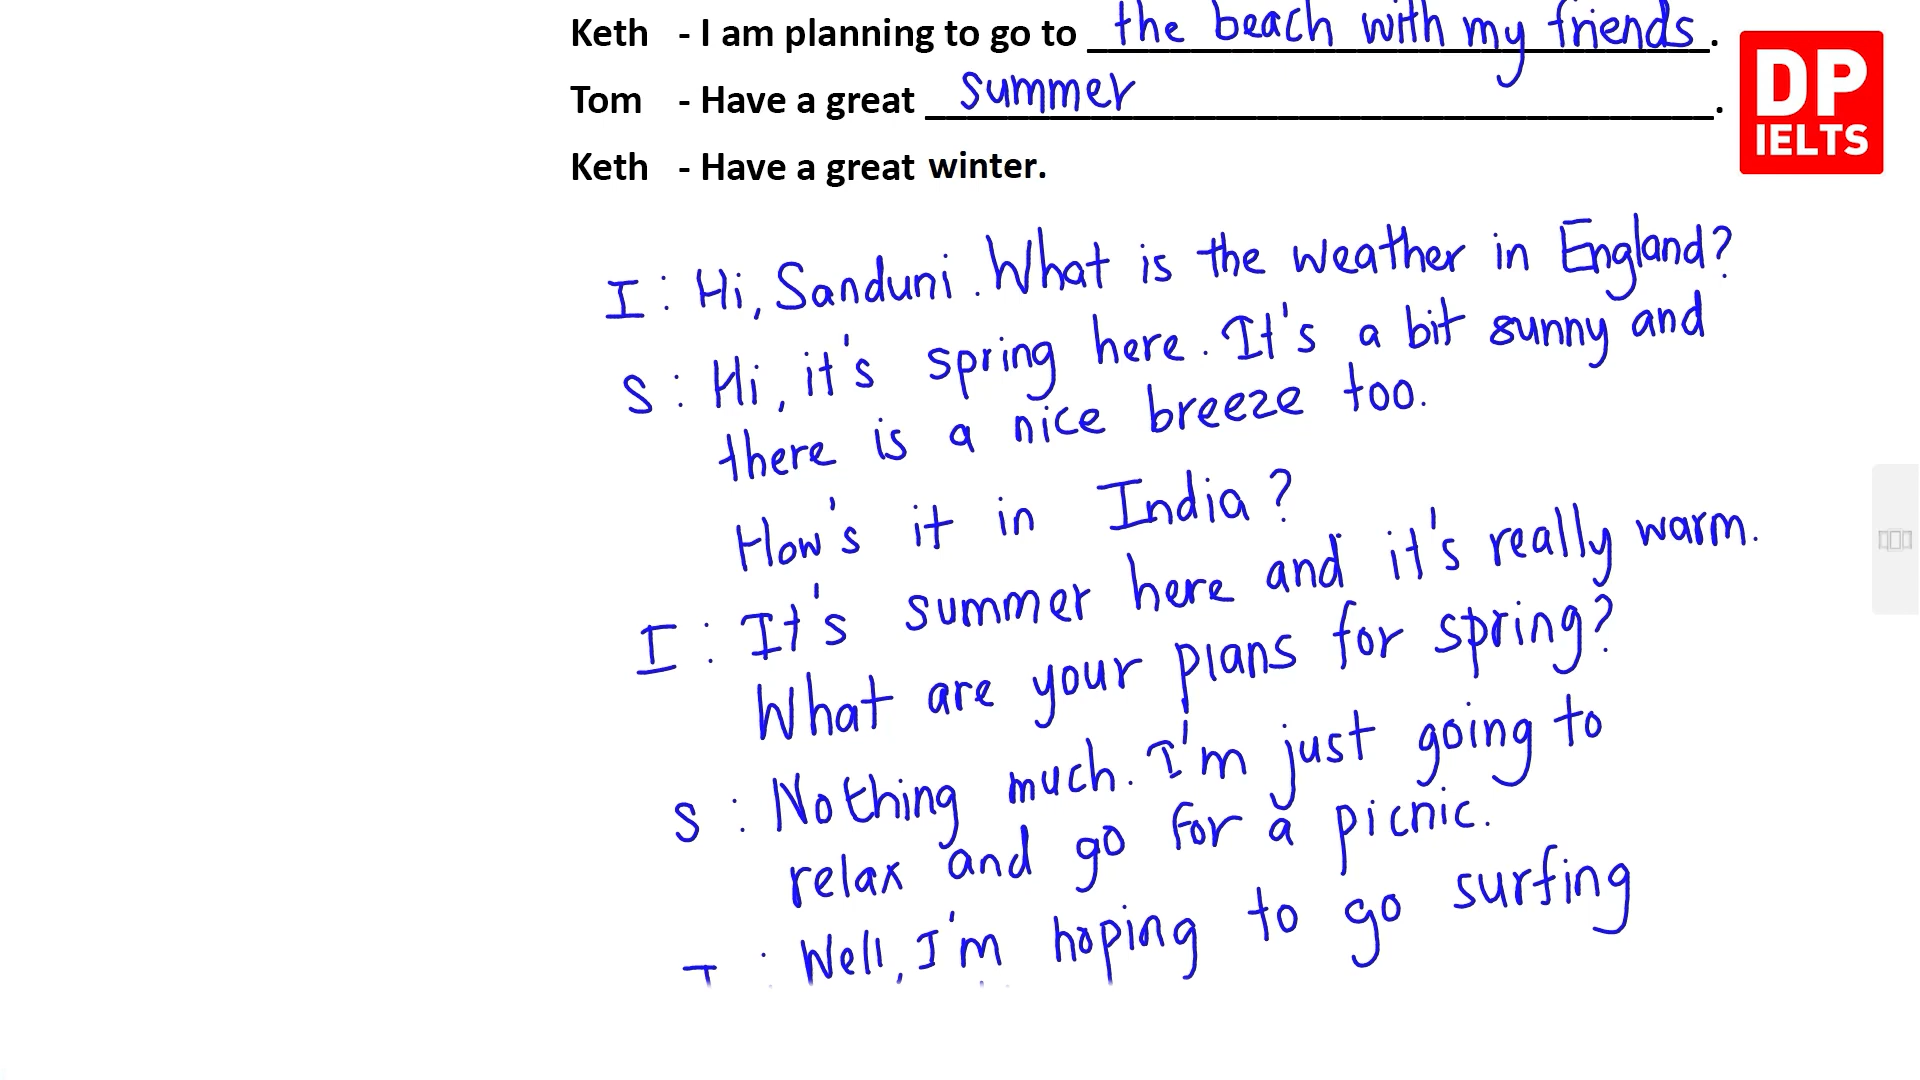 Keth - I am planning to go to the beach with my friends.
Tom - Have a great summer.
Keth - Have a great winter.
DP
IELTS
I : Hi, Sanduni. What is the weather in England?
S : Hi, it's spring here. It's a bit sunny and
there is a nice breeze too.
How's it in India?
I : It's summer here and it's really warm.
What are your plans for spring?
S : Nothing much. I'm just going to
relax and go for a picnic.
I : Well, I'm hoping to go surfing